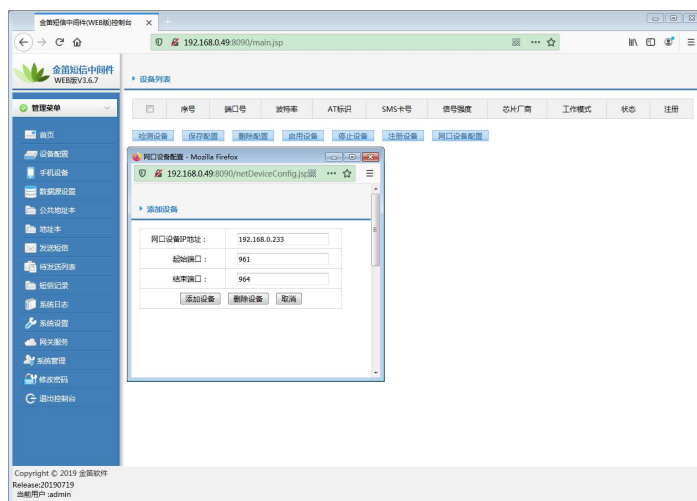 金笛短信中间件(WEB版)控制台
192.168.0.49:8090/main.jsp
金笛短信中间件
WEB版V3.6.7
设备列表
管理菜单
序号 端口号 波特率 AT标识 SMS卡号 信号强度 芯片厂商 工作模式 状态 注册
检测设备 保存配置 删除配置 启用设备 停止设备 注册设备 网口设备配置
首页
设备配置
手机设备
数据源设置
公共地址本
地址本
发送短信
待发送列表
短信记录
系统日志
系统设置
网关服务
系统管理
修改密码
退出控制台
网口设备配置 - Mozilla Firefox
192.168.0.49:8090/netDeviceConfig.jsp
添加设备
网口设备IP地址： 192.168.0.233
起始端口： 961
结束端口： 964
添加设备 删除设备 取消
Copyright © 2019 金笛软件
Release:20190719
当前用户 :admin